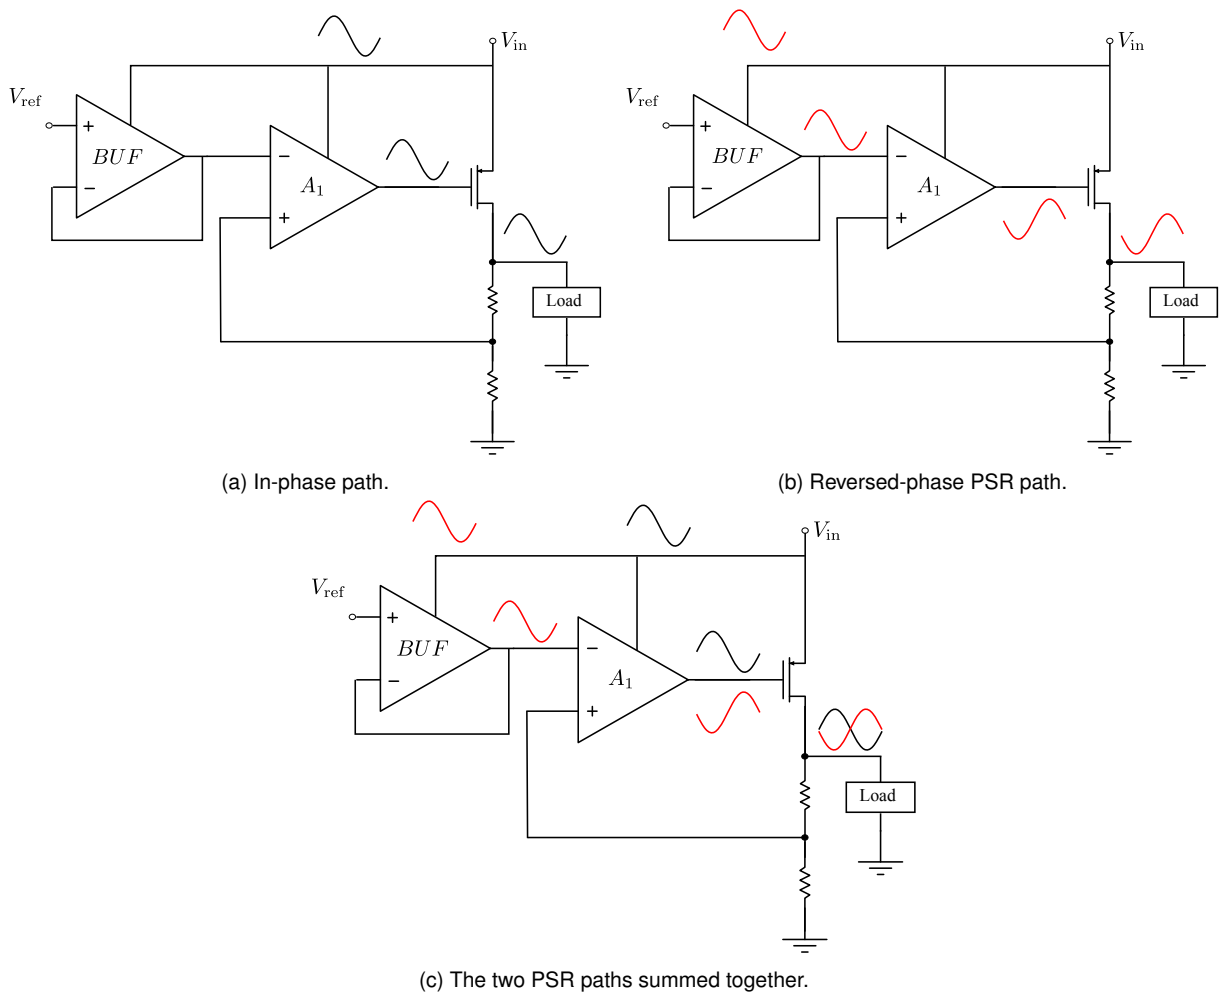 V_in
V_ref
+
BUF
−
−
A_1
+
Load
(a) In-phase path.
V_in
V_ref
+
BUF
−
−
A_1
+
Load
(b) Reversed-phase PSR path.
V_in
V_ref
+
BUF
−
−
A_1
+
Load
(c) The two PSR paths summed together.